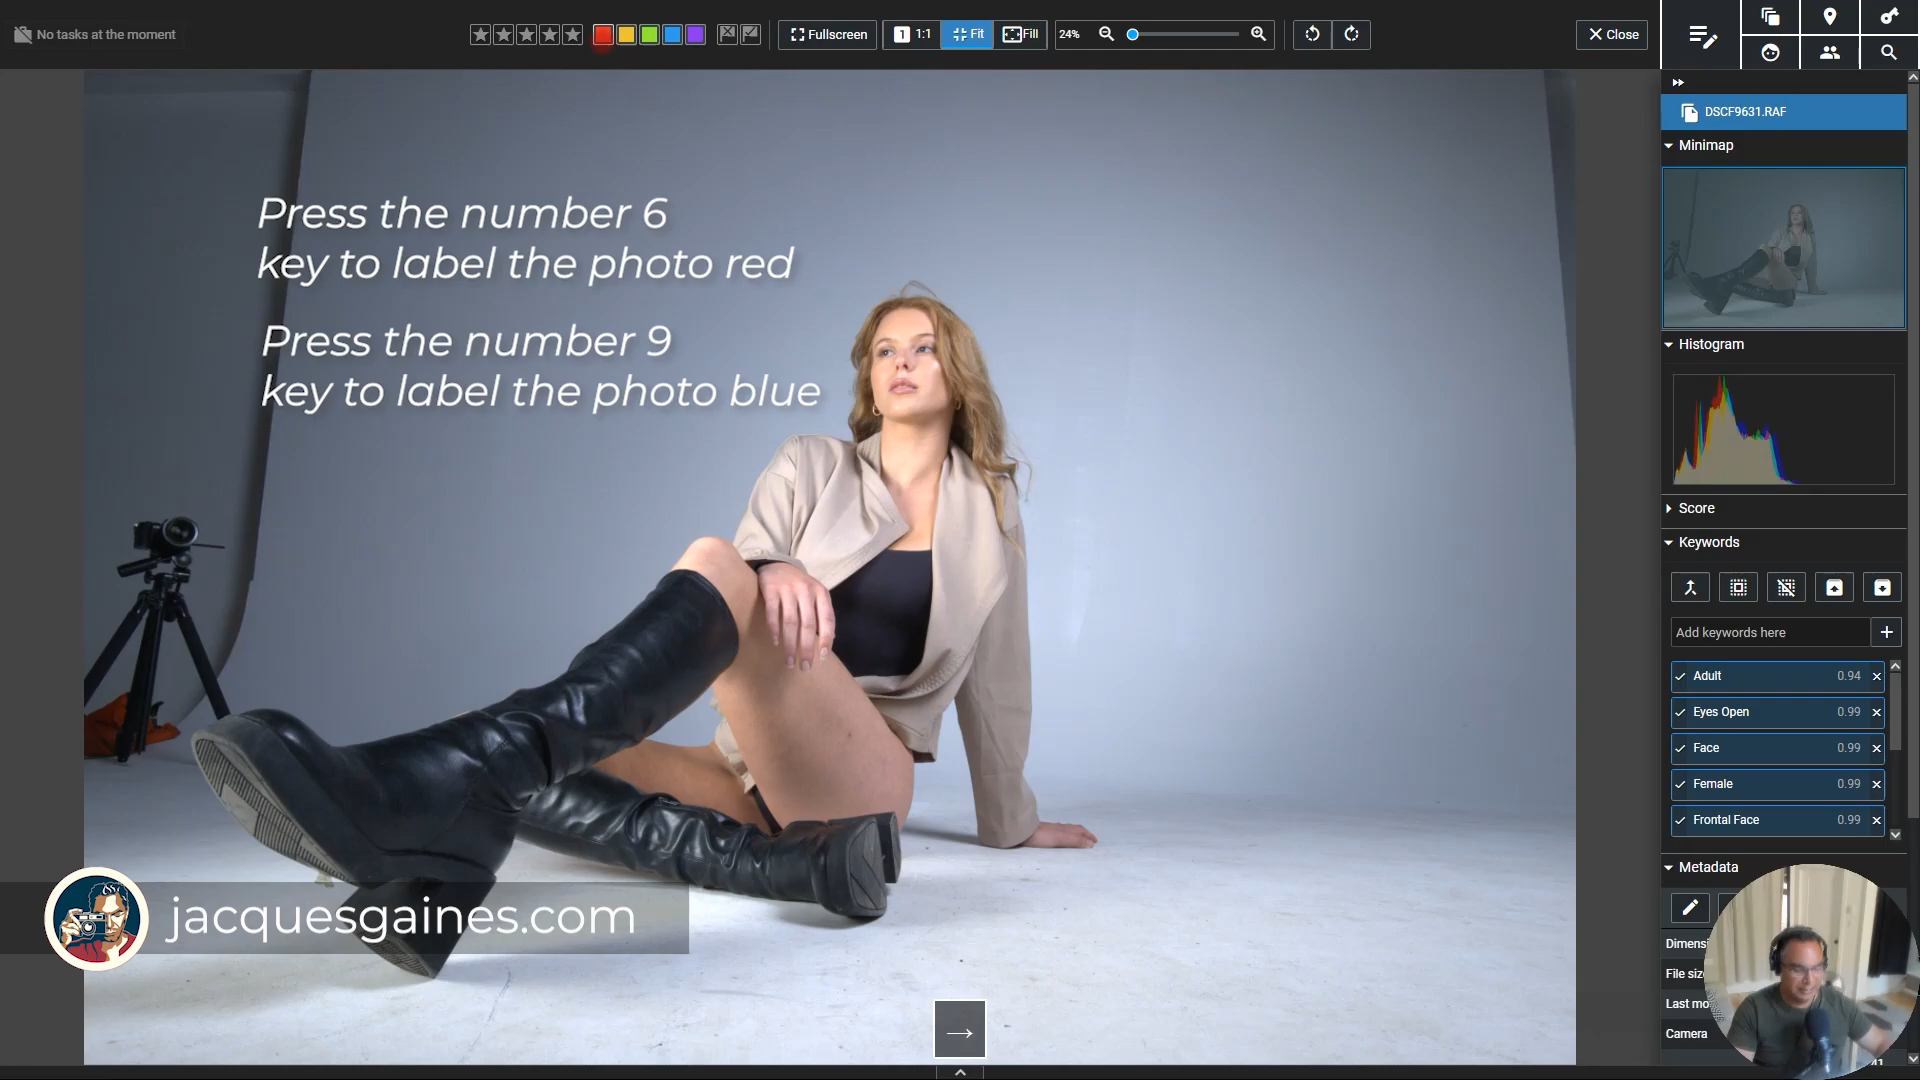 No tasks at the moment
Fullscreen
1 1:1
Fit
Fill
24%
Close
DSCF9631.RAF
Minimap
Press the number 6
key to label the photo red
Press the number 9
key to label the photo blue
Histogram
Score
Keywords
Add keywords here
Adult 0.94
Eyes Open 0.99
Face 0.99
Female 0.99
Frontal Face 0.99
Metadata
jacquesgaines.com
Camera